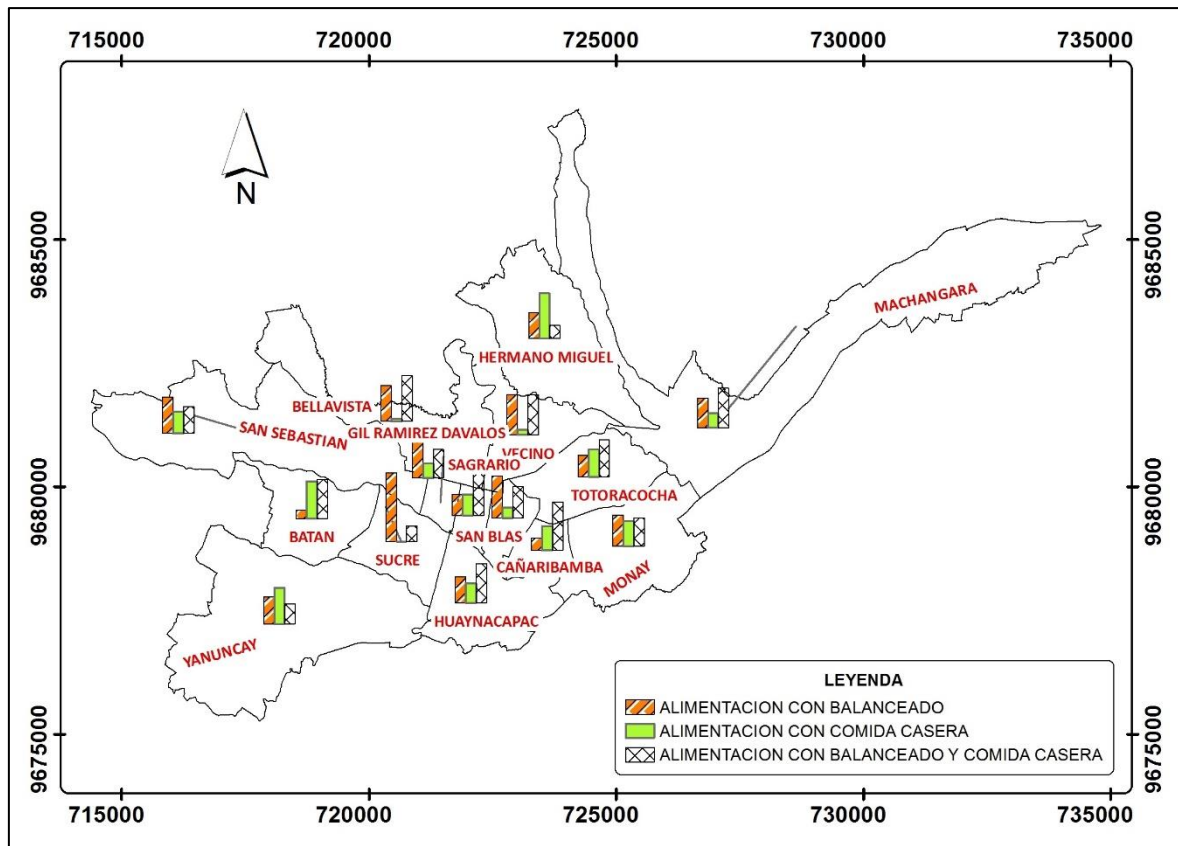 715000 720000 725000 730000 735000
9685000 9685000
N
MACHANGARA
HERMANO MIGUEL
BELLAVISTA
SAN SEBASTIAN
GIL RAMIREZ DAVALOS
VECINO
SAGRARIO
TOTORACOCHA
9680000 9680000
BATAN
SAN BLAS
SUCRE
CAÑARIBAMBA
MONAY
HUAYNACAPAC
YANUNCAY
LEYENDA
ALIMENTACION CON BALANCEADO
ALIMENTACION CON COMIDA CASERA
ALIMENTACION CON BALANCEADO Y COMIDA CASERA
9675000 9675000
715000 720000 725000 730000 735000